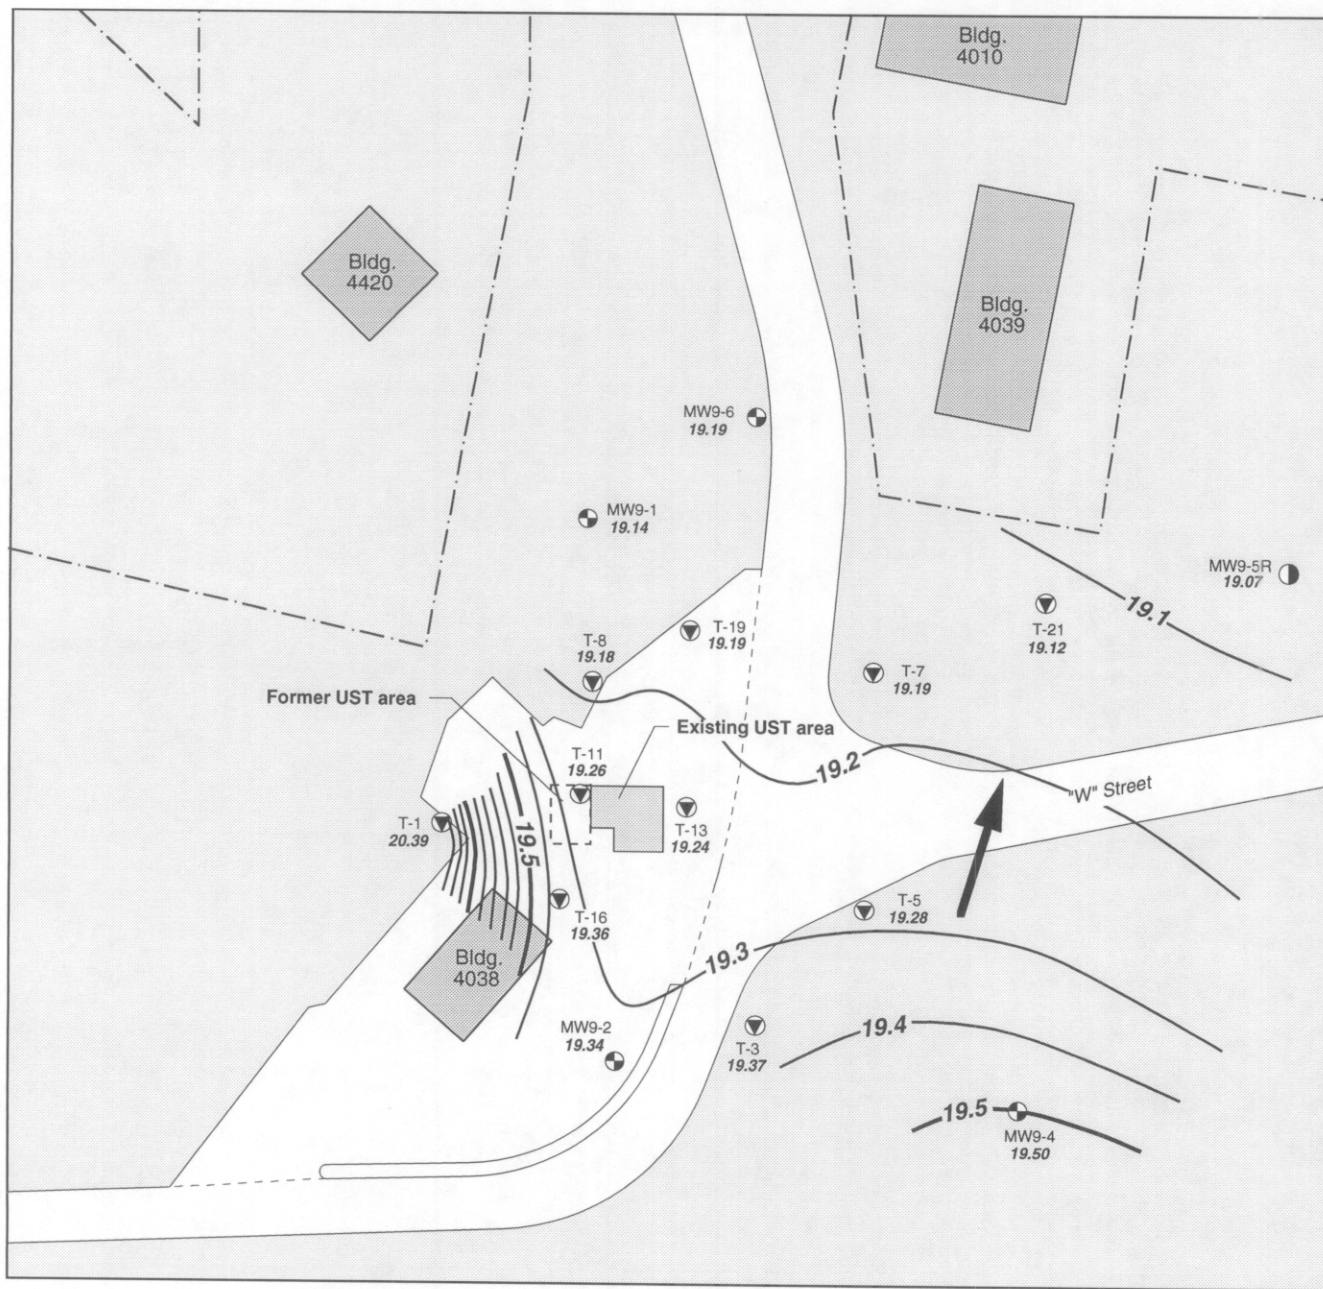 Bldg.
4010
Bldg.
4420
Bldg.
4039
MW9-6
19.19
MW9-1
19.14
MW9-5R
19.07
19.1
T-21
19.12
T-19
19.19
T-8
19.18
T-7
19.19
Former UST area
Existing UST area
T-11
19.26
19.2
"W" Street
T-1
20.39
19.5
T-13
19.24
T-16
19.36
T-5
19.28
Bldg.
4038
19.3
MW9-2
19.34
T-3
19.37
19.4
19.5
MW9-4
19.50